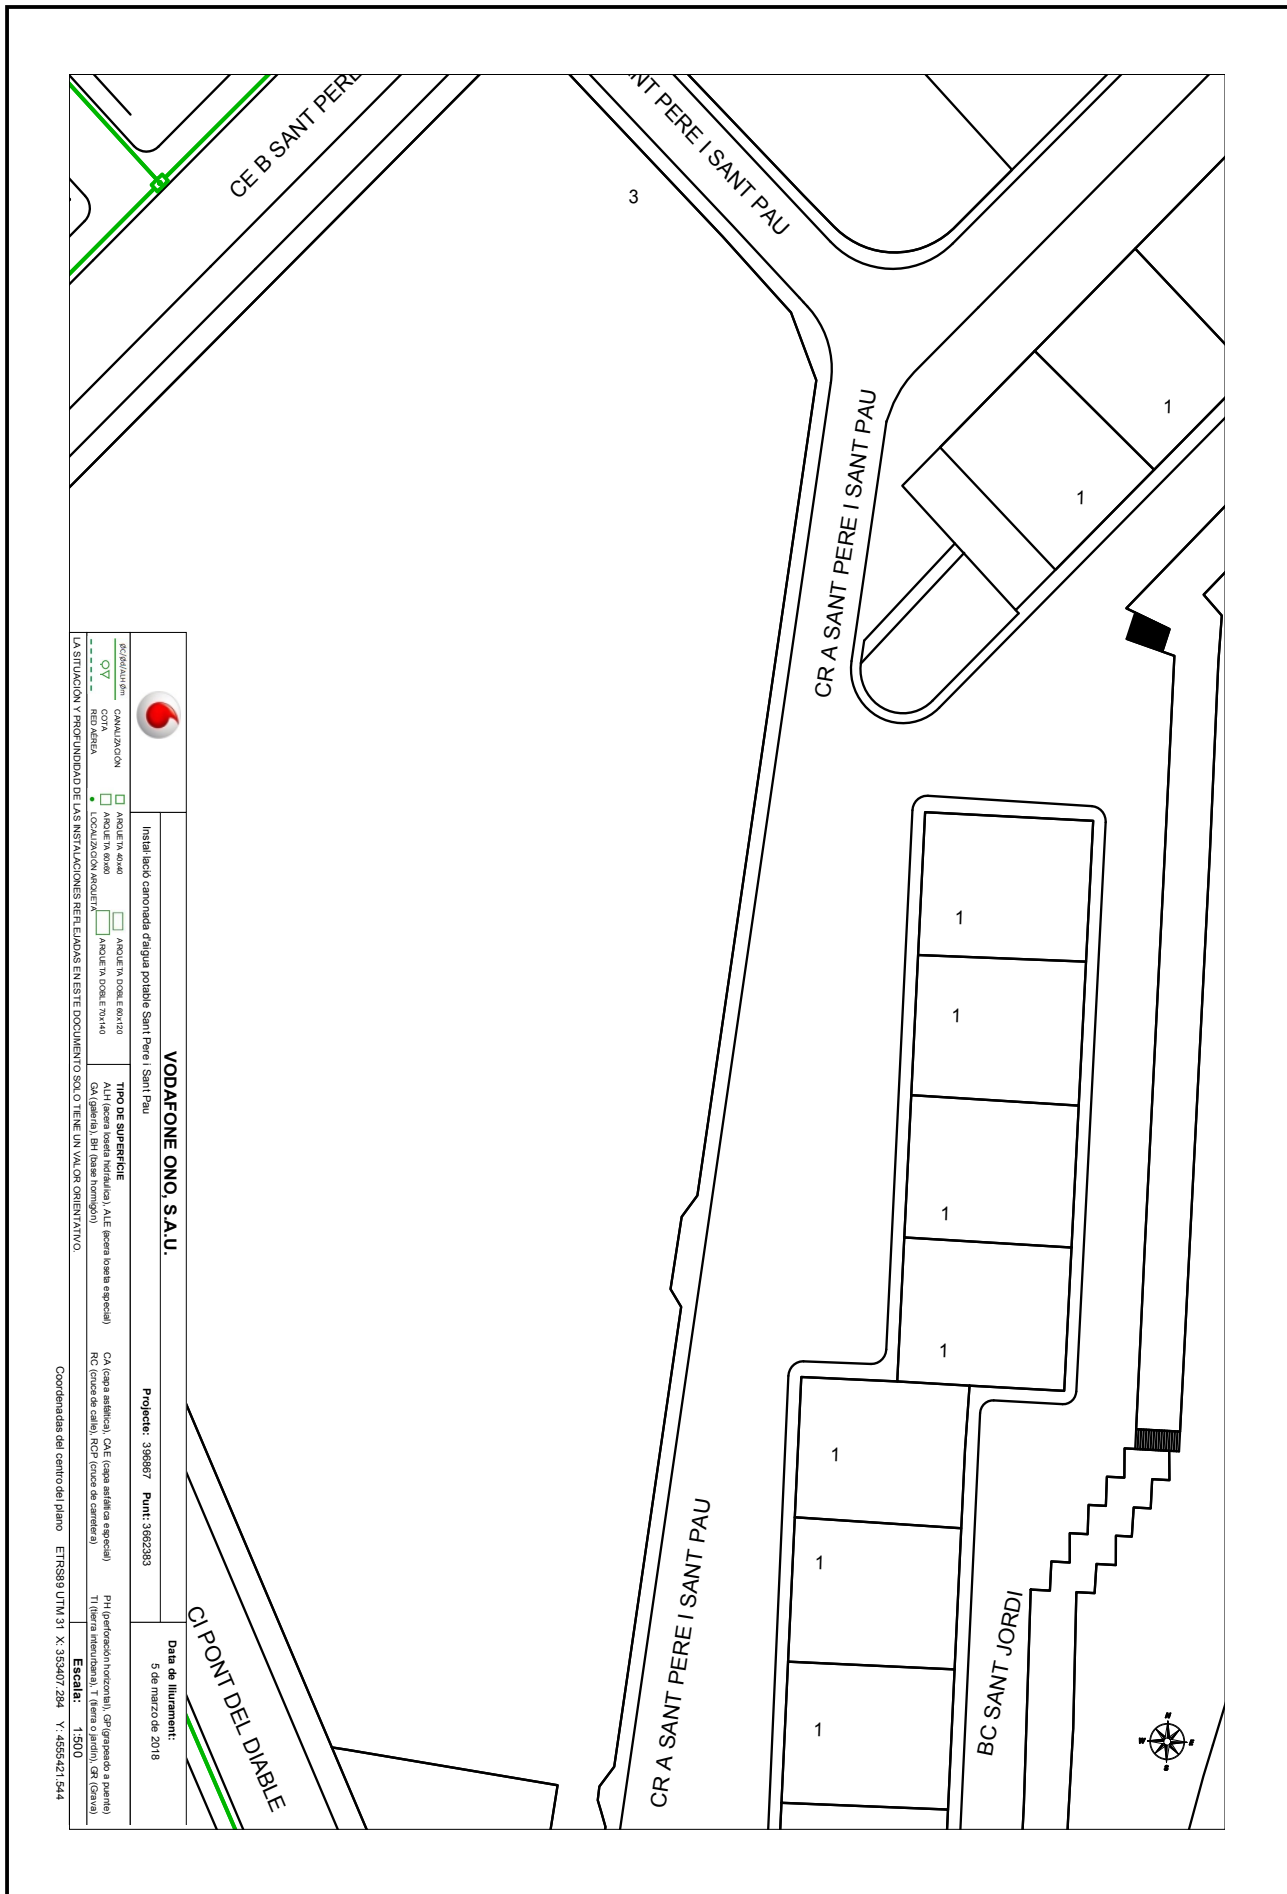 CE B SANT PERE
NT PERE I SANT PAU
3
1
1
CR A SANT PERE I SANT PAU
1
1
1
1
1
1
1
CR A SANT PERE I SANT PAU
BC SANT JORDI
CI PONT DEL DIABLE
N
W E
S
VODAFONE ONO, S.A.U.
Instal·lació canonada d'aigua potable Sant Pere i Sant Pau
Projecte: 396867 Punt: 3662383
Data de lliurament:
5 de marzo de 2018
ØC/Ød/ALH Øm CANALIZACIÓN
COTA
RED AÉREA
ARQUETA 40x40
ARQUETA 60x60
LOCALIZACIÓN ARQUETA
ARQUETA DOBLE 60x120
ARQUETA DOBLE 70x140
TIPO DE SUPERFÍCIE
ALH (acera loseta hidráulica), ALE (acera loseta especial)
GA (galería), BH (base hormigón)
CA (capa asfáltica), CAE (capa asfáltica especial)
RC (cruce de calle), RCP (cruce de carretera)
PH (perforación horizontal), GP(grapeado a puente)
TI (tierra interurbana), T (tierra o jardín), GR (Grava)
LA SITUACIÓN Y PROFUNDIDAD DE LAS INSTALACIONES REFLEJADAS EN ESTE DOCUMENTO SOLO TIENE UN VALOR ORIENTATIVO.
Escala: 1:500
Coordenadas del centro del plano ETRS89 UTM 31 X: 353407.284 Y: 4555421.544